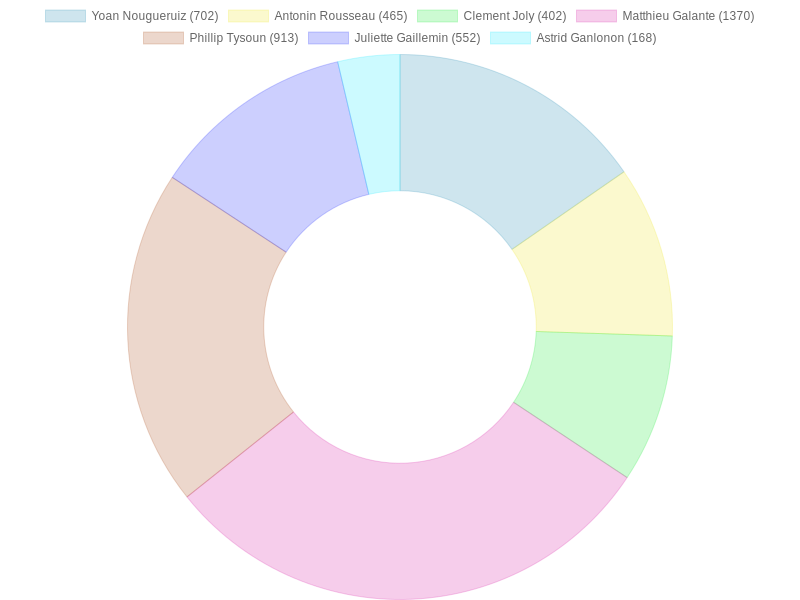 Yoan Nougueruiz (702) Antonin Rousseau (465) Clement Joly (402) Matthieu Galante (1370)
Phillip Tysoun (913) Juliette Gaillemin (552) Astrid Ganlonon (168)